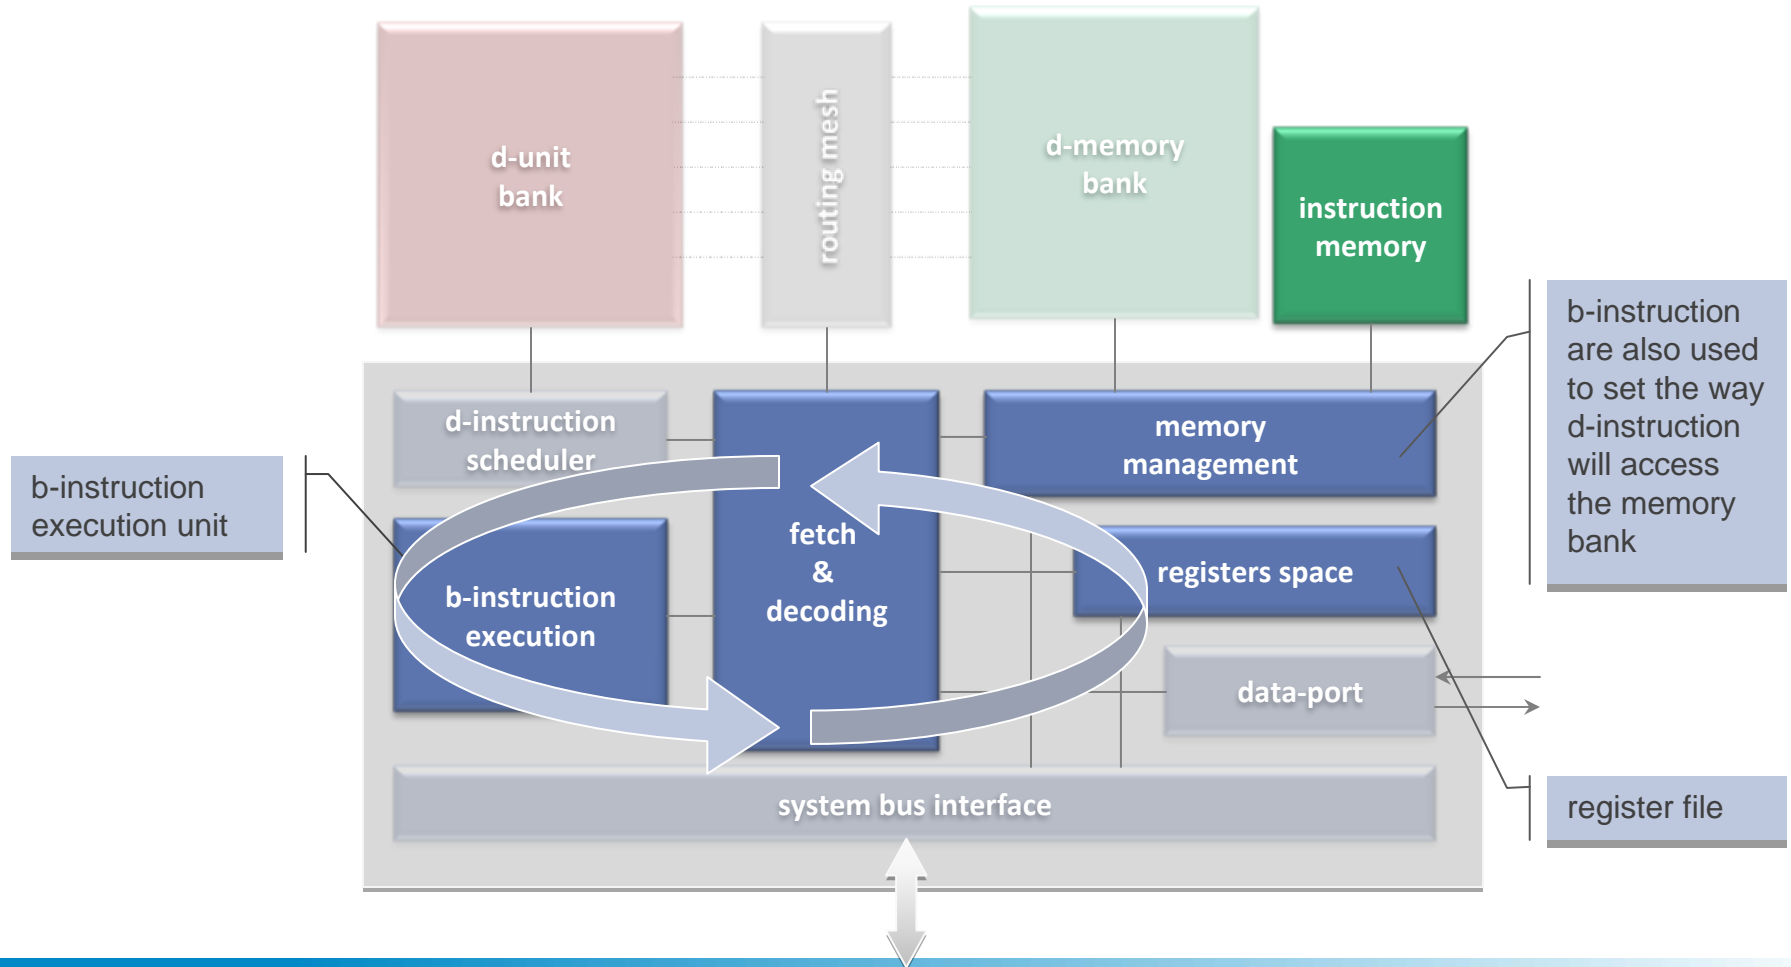 d-unit
bank
routing mesh
d-memory
bank
instruction
memory
b-instruction
are also used
to set the way
d-instruction
will access
the memory
bank
d-instruction
scheduler
memory
management
b-instruction
execution unit
fetch
&
decoding
registers space
b-instruction
execution
data-port
system bus interface
register file